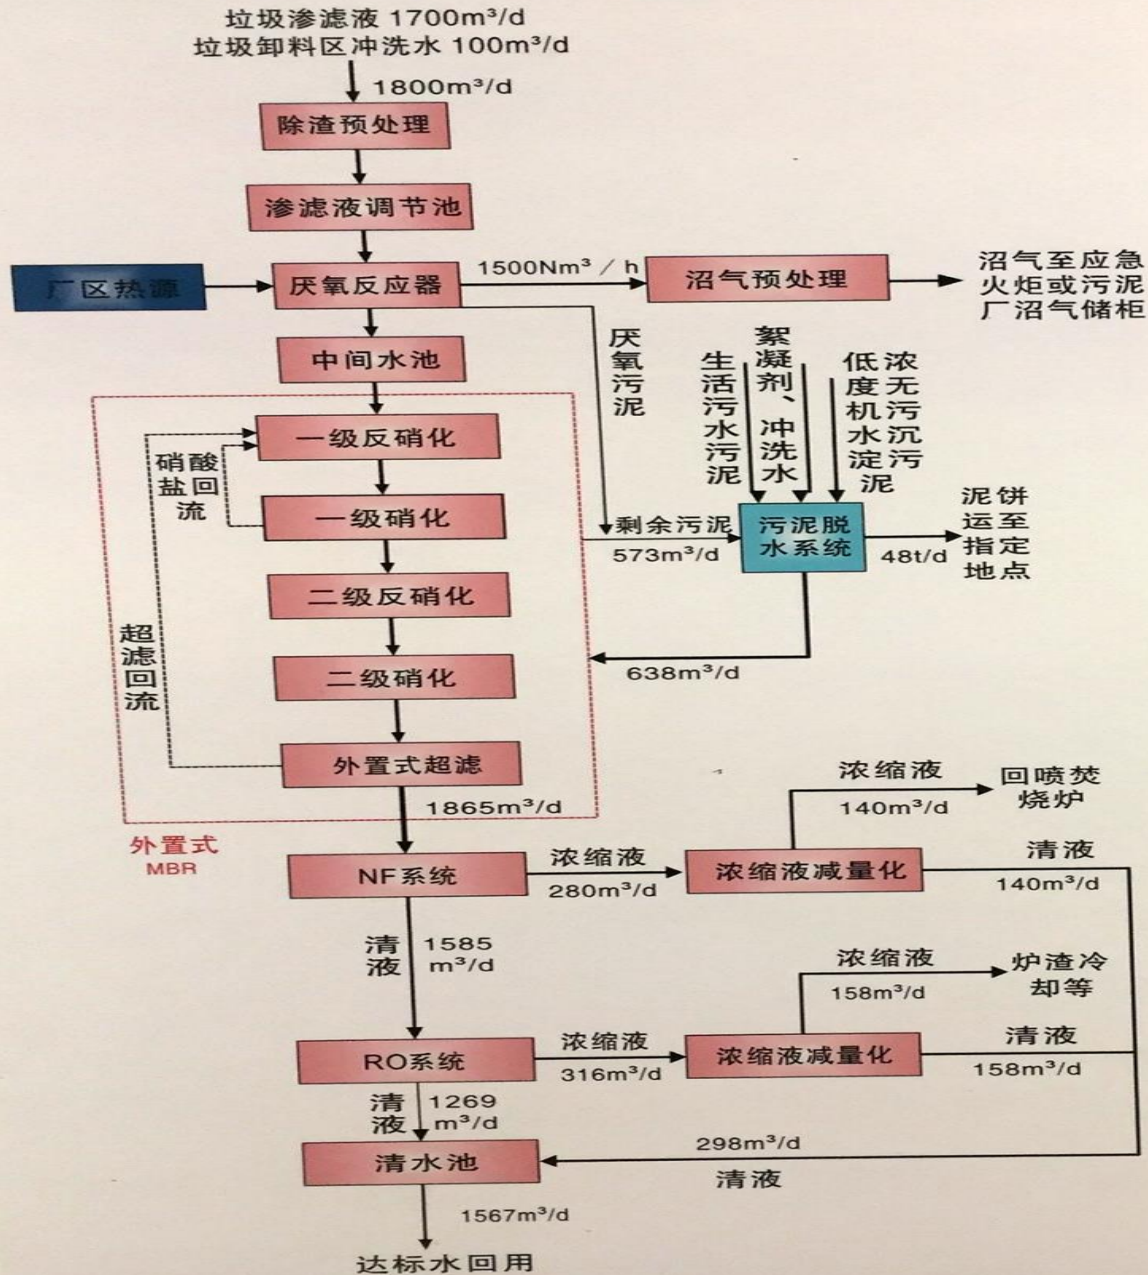 垃圾渗滤液 1700m³/d
垃圾卸料区冲洗水 100m³/d
1800m³/d
除渣预处理
渗滤液调节池
厂区热源
厌氧反应器
1500Nm³/h
沼气预处理
沼气至应急
火炬或污泥
厂沼气储柜
中间水池
厌氧污泥
生活污水污泥
絮凝剂、冲洗水
低浓
度无
机污
水沉
淀污
泥
一级反硝化
硝酸
盐回
流
一级硝化
剩余污泥
573m³/d
污泥脱
水系统
48t/d
泥饼
运至
指定
地点
二级反硝化
超滤回流
二级硝化
638m³/d
外置式超滤
1865m³/d
外置式
MBR
浓缩液
140m³/d
回喷焚
烧炉
NF系统
浓缩液
280m³/d
浓缩液减量化
清液
140m³/d
清液
1585
m³/d
浓缩液
158m³/d
炉渣冷
却等
RO系统
浓缩液
316m³/d
浓缩液减量化
清液
158m³/d
清液
1269
m³/d
清水池
298m³/d
清液
1567m³/d
达标水回用